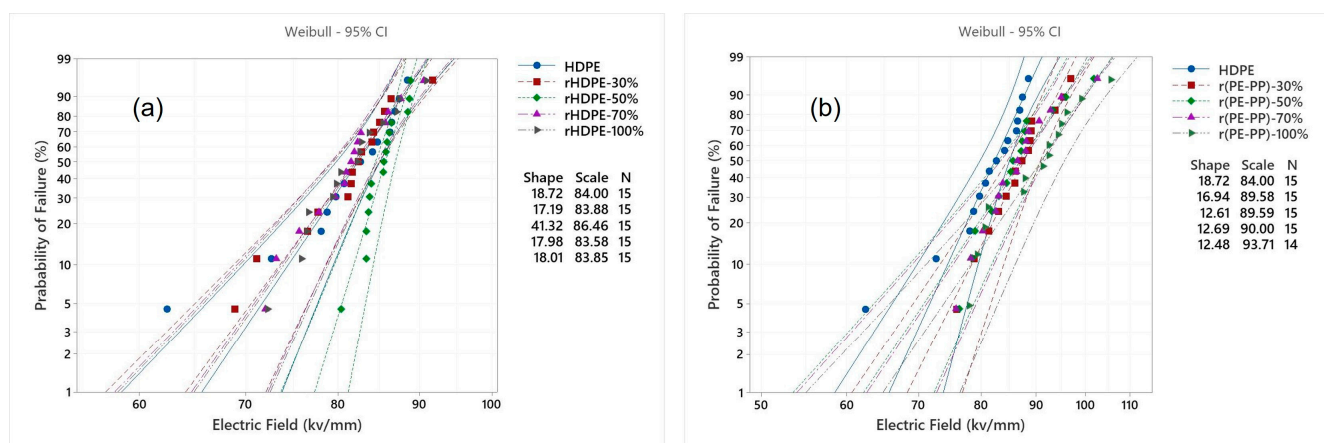 Weibull - 95% CI
(a)
Prabability of Failure (%)
99
90
80
70
60
50
40
30
20
10
5
3
2
1
60 70 80 90 100
Electric Field (kv/mm)
HDPE
rHDPE-30%
rHDPE-50%
rHDPE-70%
rHDPE-100%
Shape Scale N
18.72 84.00 15
17.19 83.88 15
41.32 86.46 15
17.98 83.58 15
18.01 83.85 15
Weibull - 95% CI
(b)
Probability of Failure (%)
99
90
80
70
60
50
40
30
20
10
5
3
2
1
50 60 70 80 90 100 110
Electric Field (kv/mm)
HDPE
r(PE-PP)-30%
r(PE-PP)-50%
r(PE-PP)-70%
r(PE-PP)-100%
Shape Scale N
18.72 84.00 15
16.94 89.58 15
12.61 89.59 15
12.69 90.00 15
12.48 93.71 14